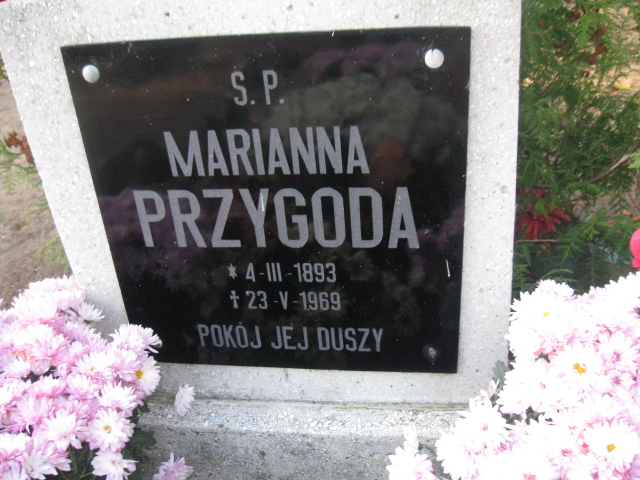 S. P.
MARIANNA
PRZYGODA
* 4-III-1893
✝ 23-V-1969
POKÓJ JEJ DUSZY